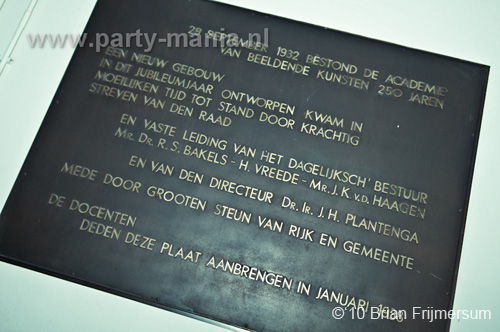 www.party-mania.nl
29 SEPTEMBER 1932 BESTOND DE ACADEMIE
VAN BEELDENDE KUNSTEN 250 JAREN
EEN NIEUW GEBOUW
IN DIT JUBILEUMJAAR ONTWORPEN KWAM IN
MOEILIJKEN TIJD TOT STAND DOOR KRACHTIG
STREVEN VAN DEN RAAD
EN VASTE LEIDING VAN HET DAGELIJKSCH' BESTUUR
MR. DR. R.S. BAKELS - H. VREEDE - MR. J.K. V.D. HAAGEN
EN VAN DEN DIRECTEUR DR. IR. J.H. PLANTENGA
MEDE DOOR GROOTEN STEUN VAN RIJK EN GEMEENTE
DE DOCENTEN
DEDEN DEZE PLAAT AANBRENGEN IN JANUARI
© 10 Brian Frijmersum